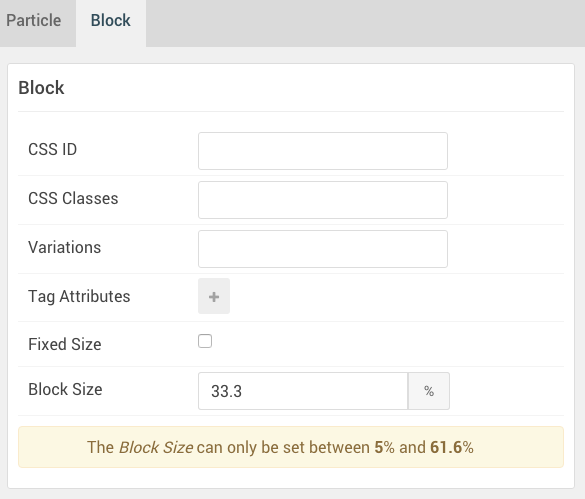 Particle Block
Block
CSS ID
CSS Classes
Variations
Tag Attributes +
Fixed Size
Block Size 33.3 %
The Block Size can only be set between 5% and 61.6%